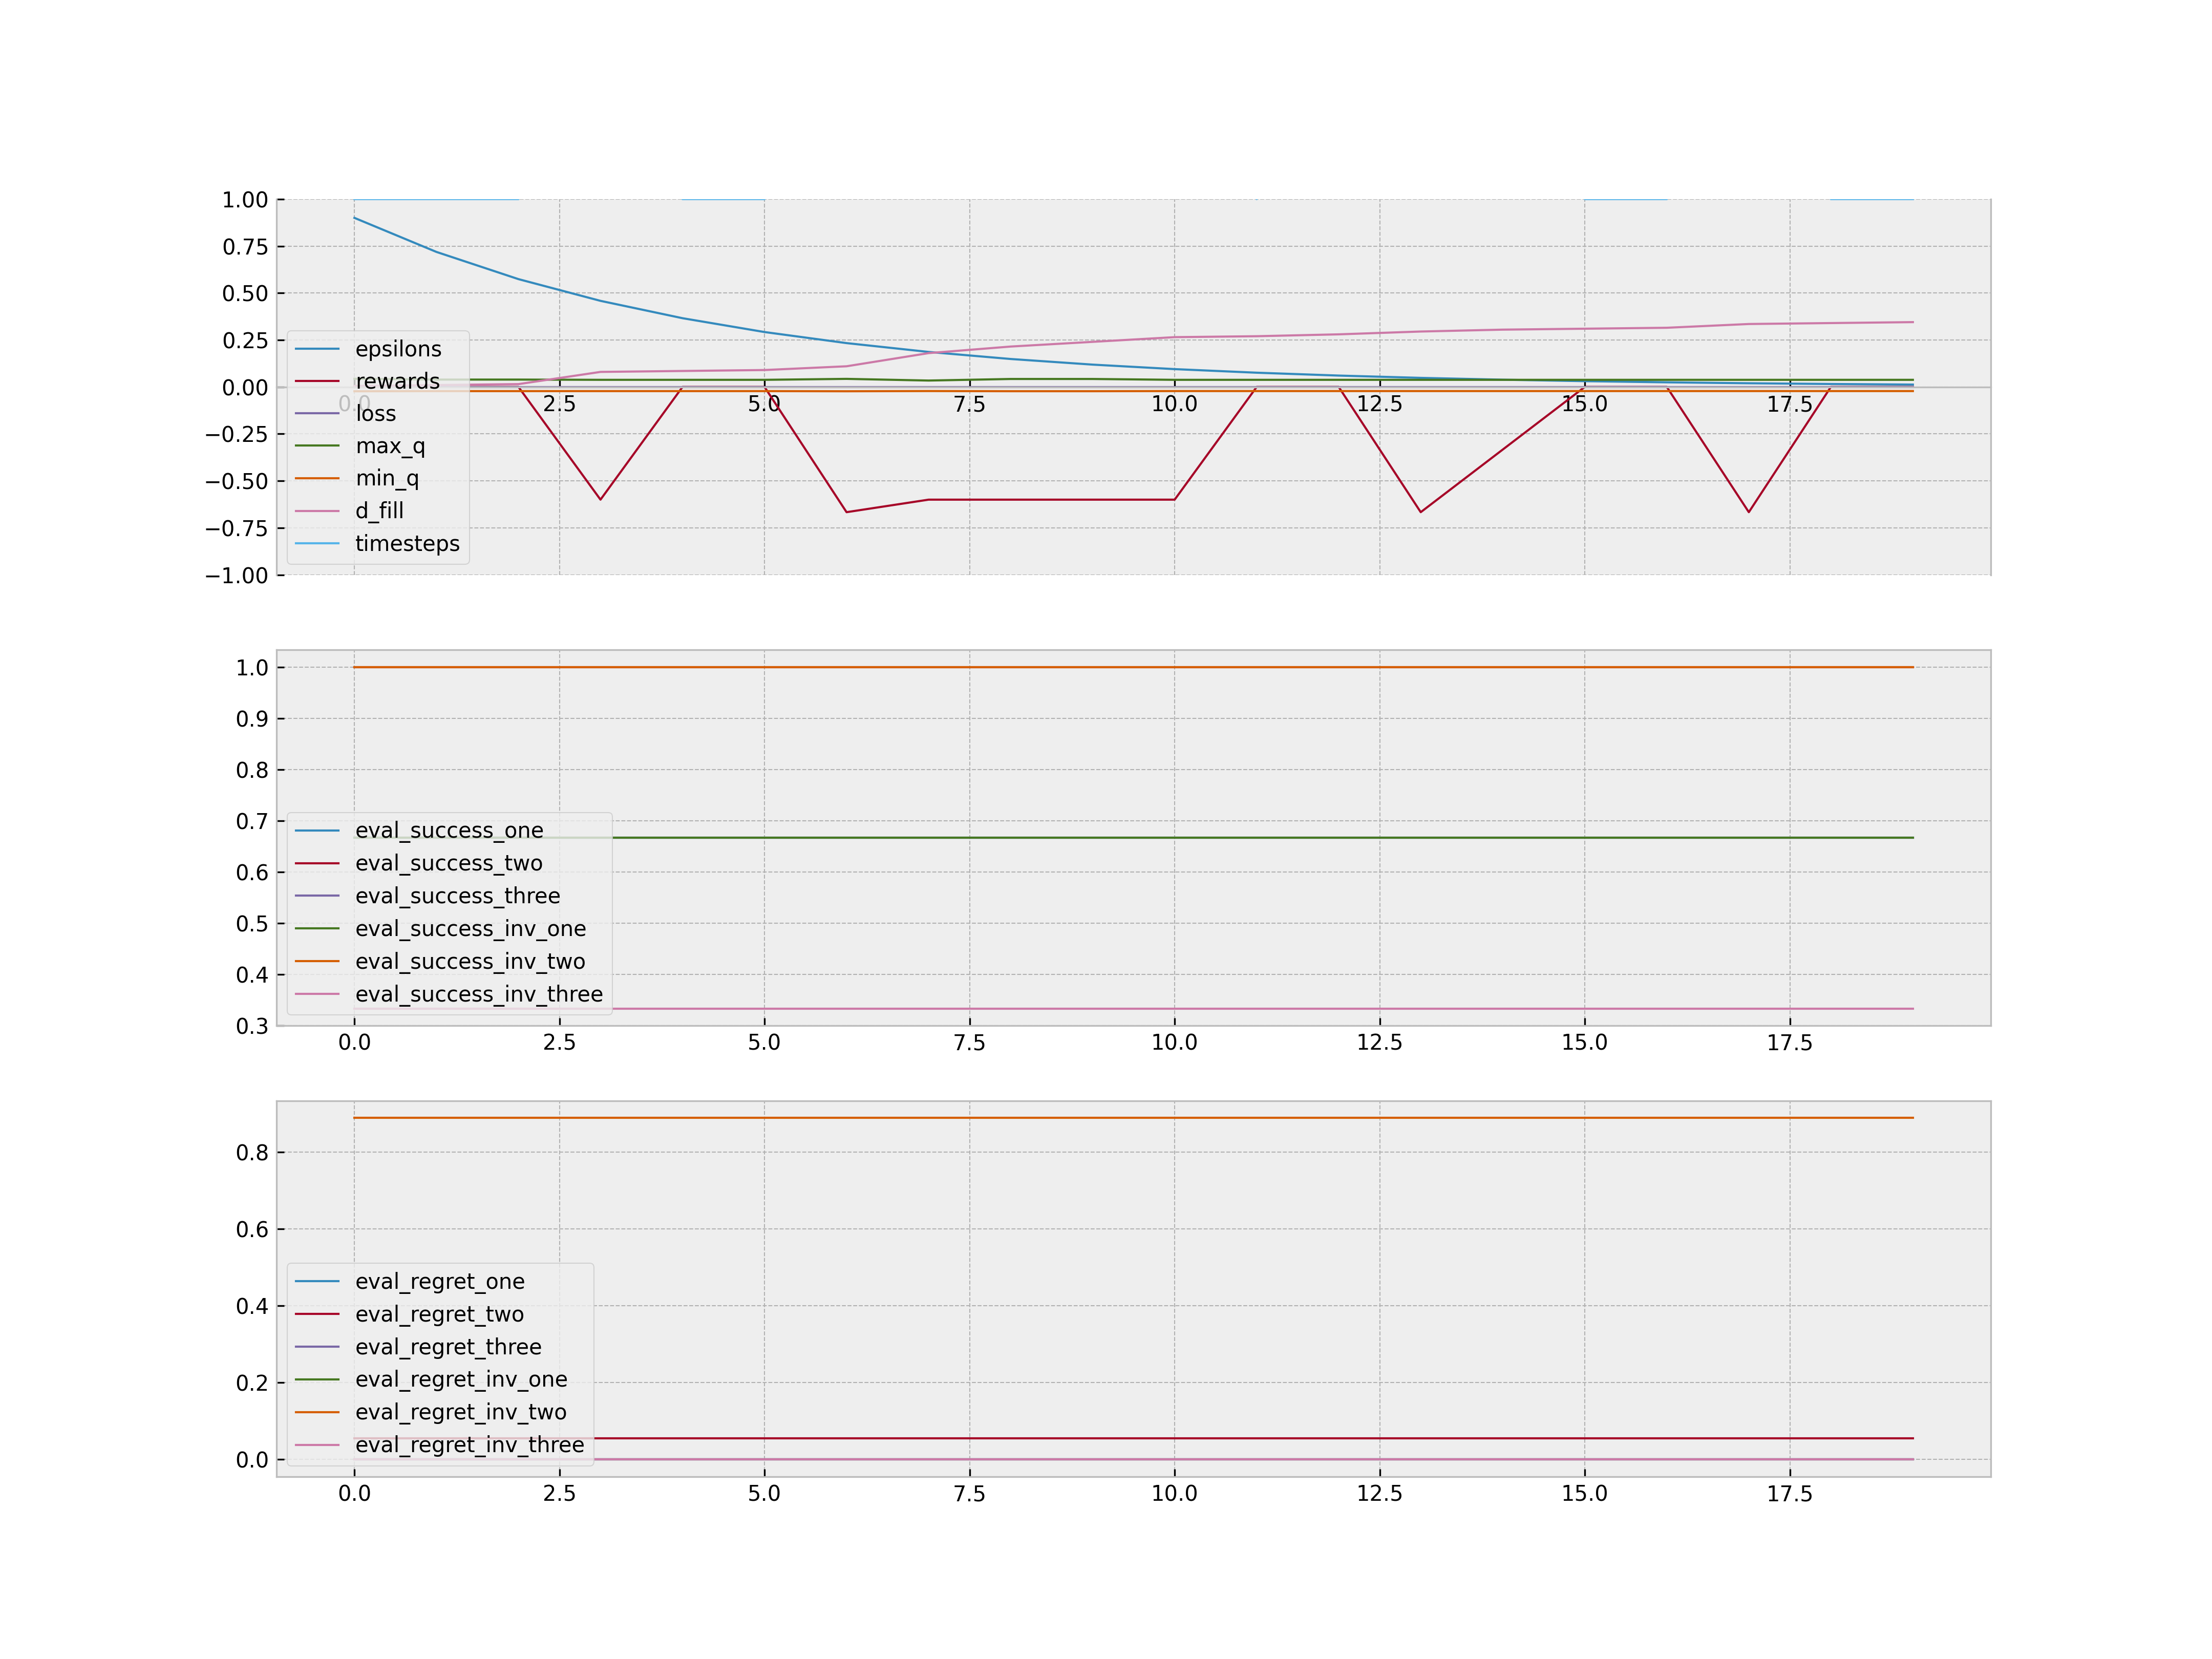 1.00
0.75
0.50
0.25
0.00
−0.25
−0.50
−0.75
−1.00
0.0 2.5 5.0 7.5 10.0 12.5 15.0 17.5
epsilons
rewards
loss
max_q
min_q
d_fill
timesteps
1.0
0.9
0.8
0.7
0.6
0.5
0.4
0.3
eval_success_one
eval_success_two
eval_success_three
eval_success_inv_one
eval_success_inv_two
eval_success_inv_three
0.0 2.5 5.0 7.5 10.0 12.5 15.0 17.5
0.8
0.6
0.4
0.2
0.0
eval_regret_one
eval_regret_two
eval_regret_three
eval_regret_inv_one
eval_regret_inv_two
eval_regret_inv_three
0.0 2.5 5.0 7.5 10.0 12.5 15.0 17.5